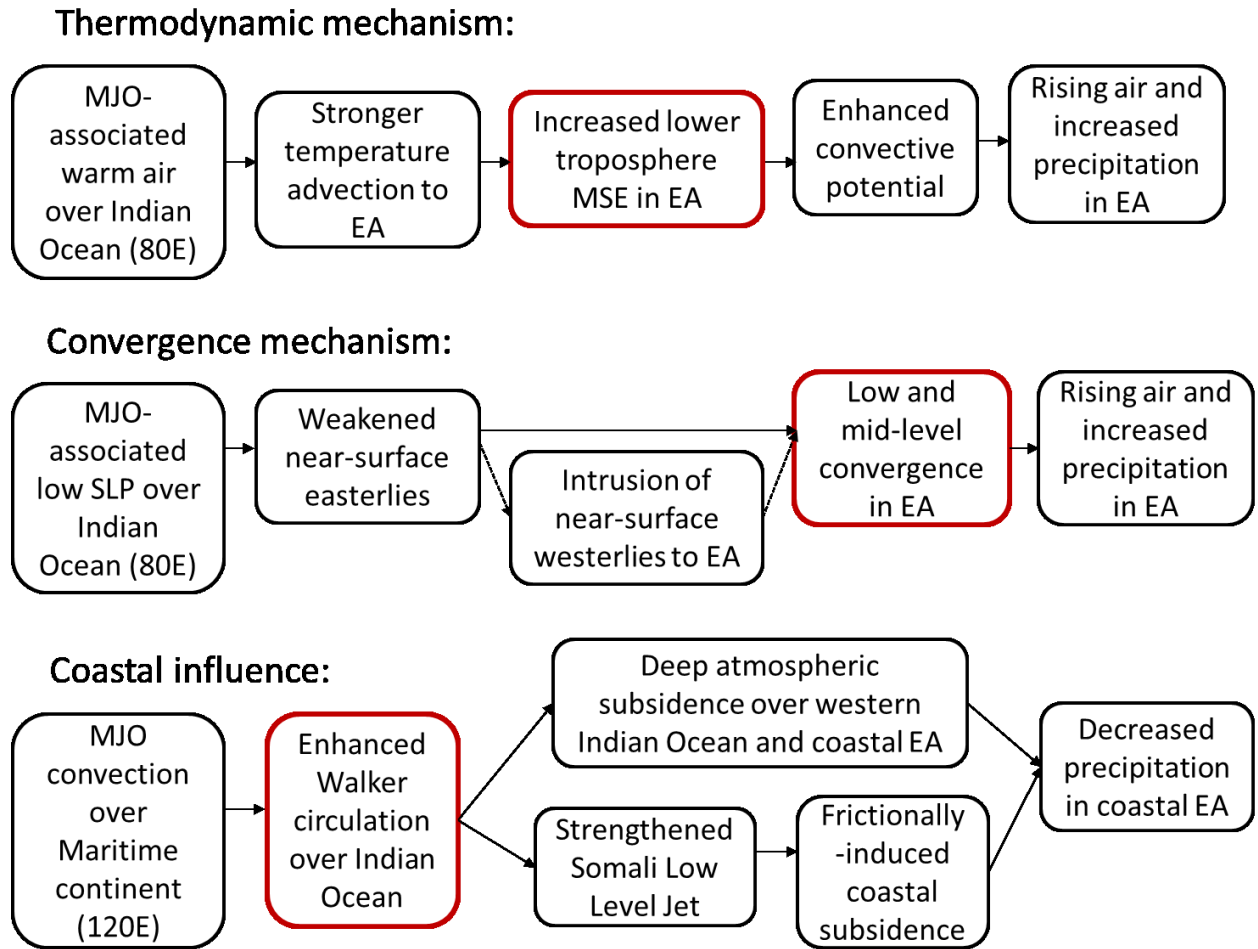 Thermodynamic mechanism:
MJO-
associated
warm air
over Indian
Ocean (80E)
Stronger
temperature
advection to
EA
Increased lower
troposphere
MSE in EA
Enhanced
convective
potential
Rising air and
increased
precipitation
in EA
Convergence mechanism:
MJO-
associated
low SLP over
Indian
Ocean (80E)
Weakened
near-surface
easterlies
Intrusion of
near-surface
westerlies to EA
Low and
mid-level
convergence
in EA
Rising air and
increased
precipitation
in EA
Coastal influence:
MJO
convection
over
Maritime
continent
(120E)
Enhanced
Walker
circulation
over Indian
Ocean
Deep atmospheric
subsidence over western
Indian Ocean and coastal EA
Strengthened
Somali Low
Level Jet
Frictionally
-induced
coastal
subsidence
Decreased
precipitation
in coastal EA